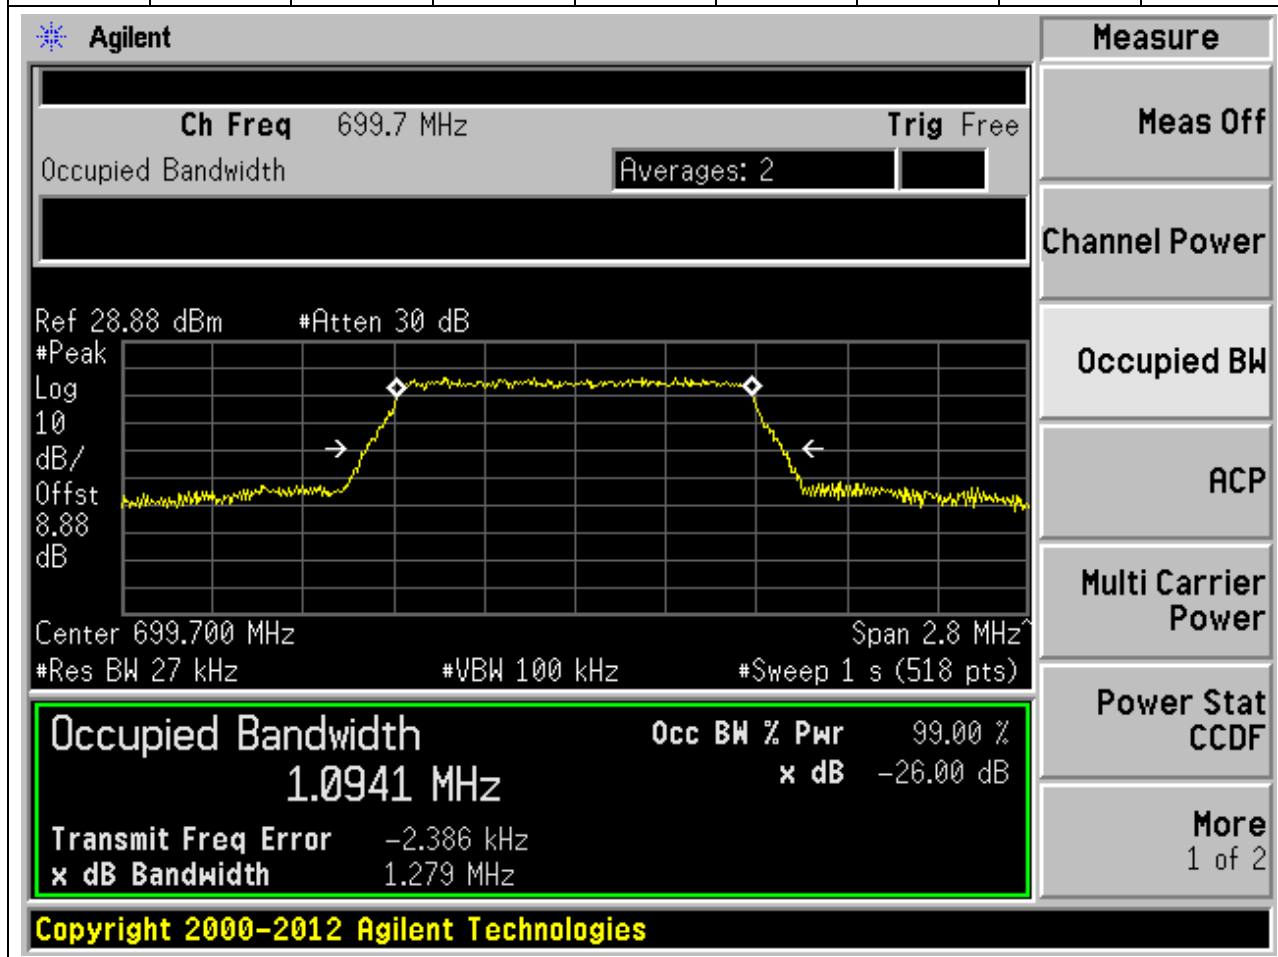 Agilent
Measure
Ch Freq 699.7 MHz Trig Free
Occupied Bandwidth Averages: 2
Ref 28.88 dBm #Atten 30 dB
#Peak
Log
10
dB/
Offst
8.88
dB
Center 699.700 MHz Span 2.8 MHz^
#Res BW 27 kHz #VBW 100 kHz #Sweep 1 s (518 pts)
Occupied Bandwidth Occ BW % Pwr 99.00 %
1.0941 MHz x dB -26.00 dB
Transmit Freq Error -2.386 kHz
x dB Bandwidth 1.279 MHz
Meas Off
Channel Power
Occupied BW
ACP
Multi Carrier
Power
Power Stat
CCDF
More
1 of 2
Copyright 2000-2012 Agilent Technologies